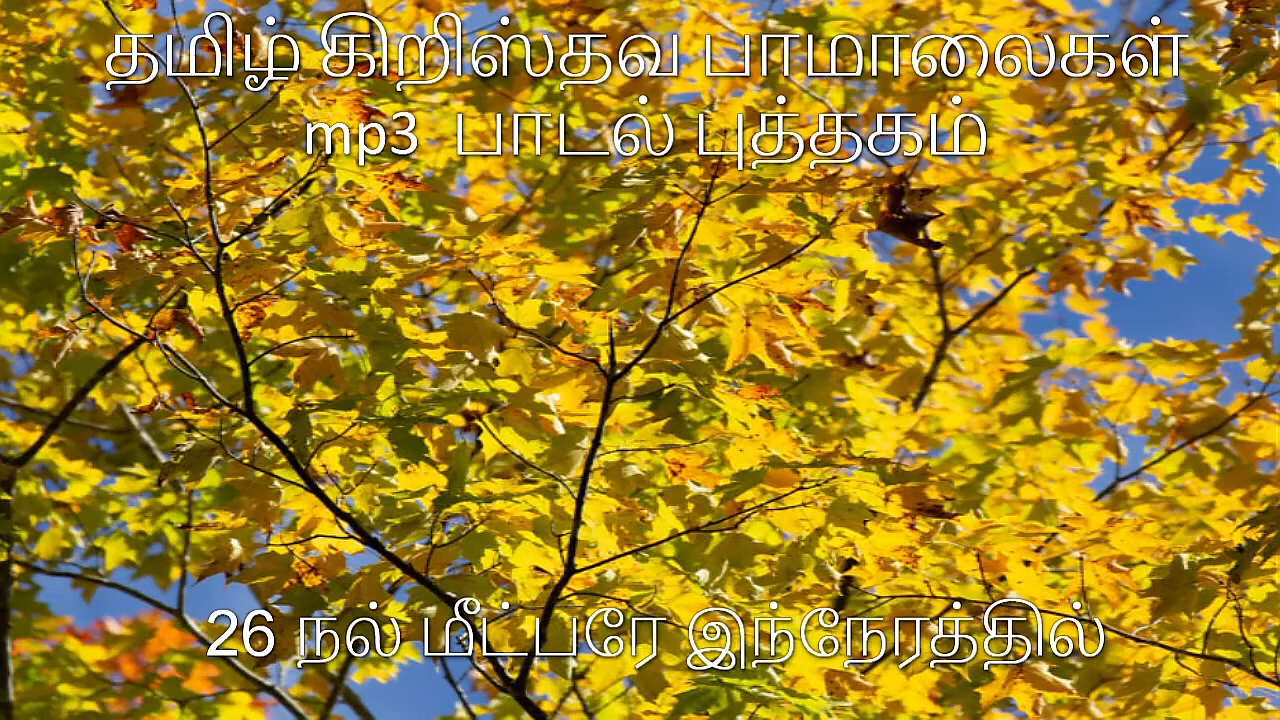 தமிழ் கிறிஸ்தவ பாமாலைகள்
mp3 பாடல் புத்தகம்
26 நல் மீட்பரே இந்நேரத்தில்